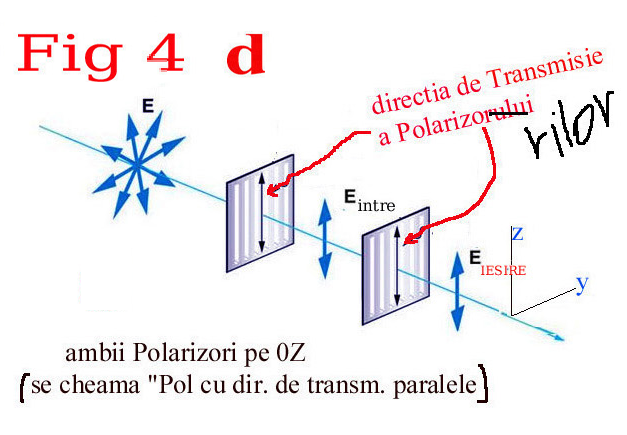 Fig 4 d
directia de Transmisie
a Polarizorului
rilor
E
E intre
E IESIRE
z
y
ambii Polarizori pe 0Z
(se cheama "Pol cu dir. de transm. paralele)